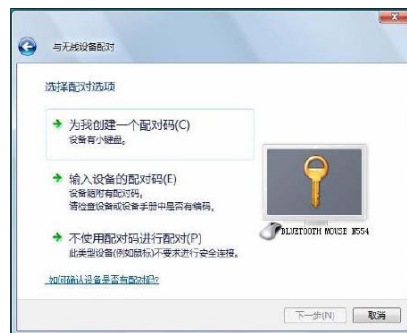 与无线设备配对
选择配对选项
为我创建一个配对码(C)
设备有小键盘。
输入设备的配对码(E)
设备随附有配对码。
请检查设备或设备手册中是否有编码。
不使用配对码进行配对(P)
此类型设备(例如鼠标)不要求进行安全连接。
BLUETOOTH MOUSE M554
如何确认设备是否有配对码?
下一步(N)
取消